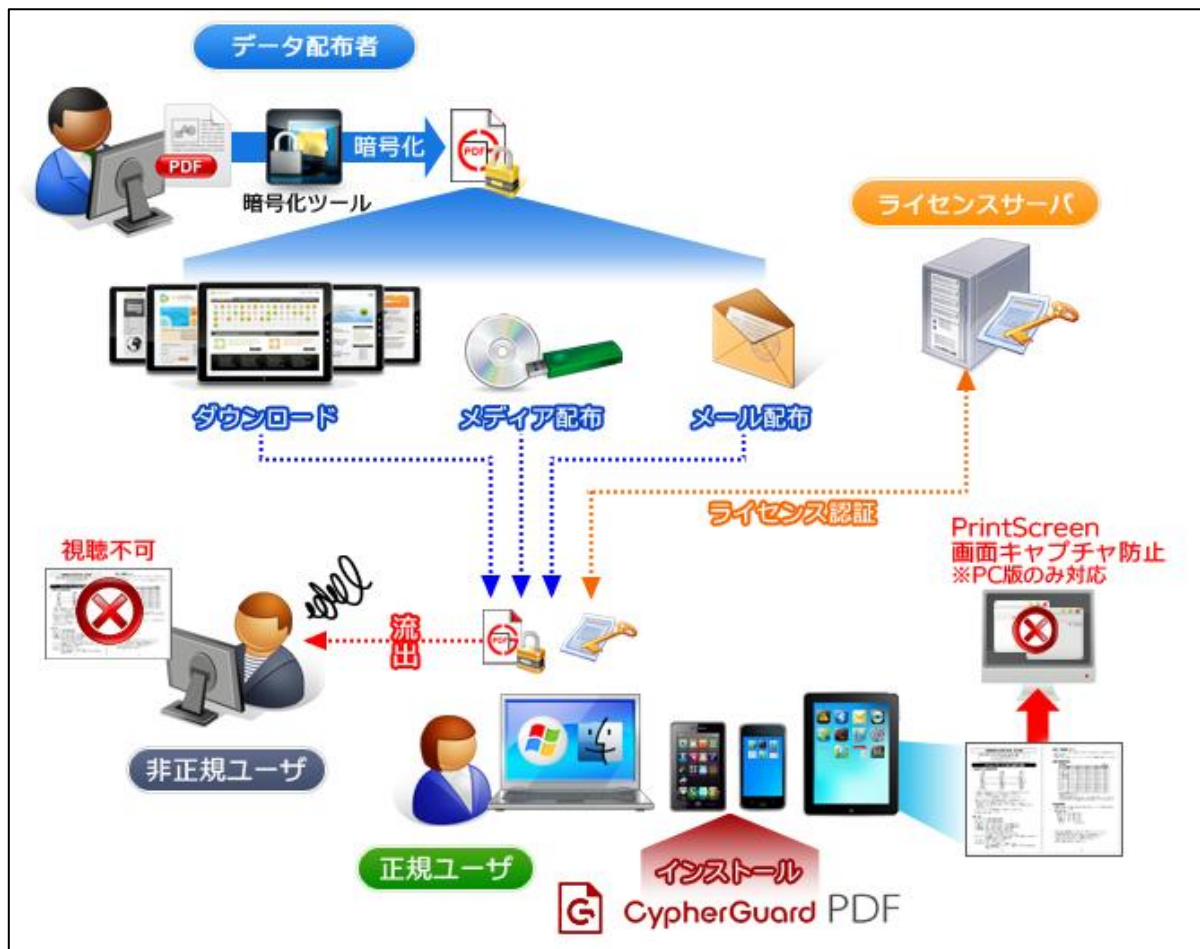 データ配布者
PDF
暗号化
PDF
暗号化ツール
ライセンスサーバ
ダウンロード
メディア配布
メール配布
ライセンス認証
PrintScreen
画面キャプチャ防止
※PC版のみ対応
視聴不可
流出
PDF
非正規ユーザ
正規ユーザ
インストール
CypherGuard PDF